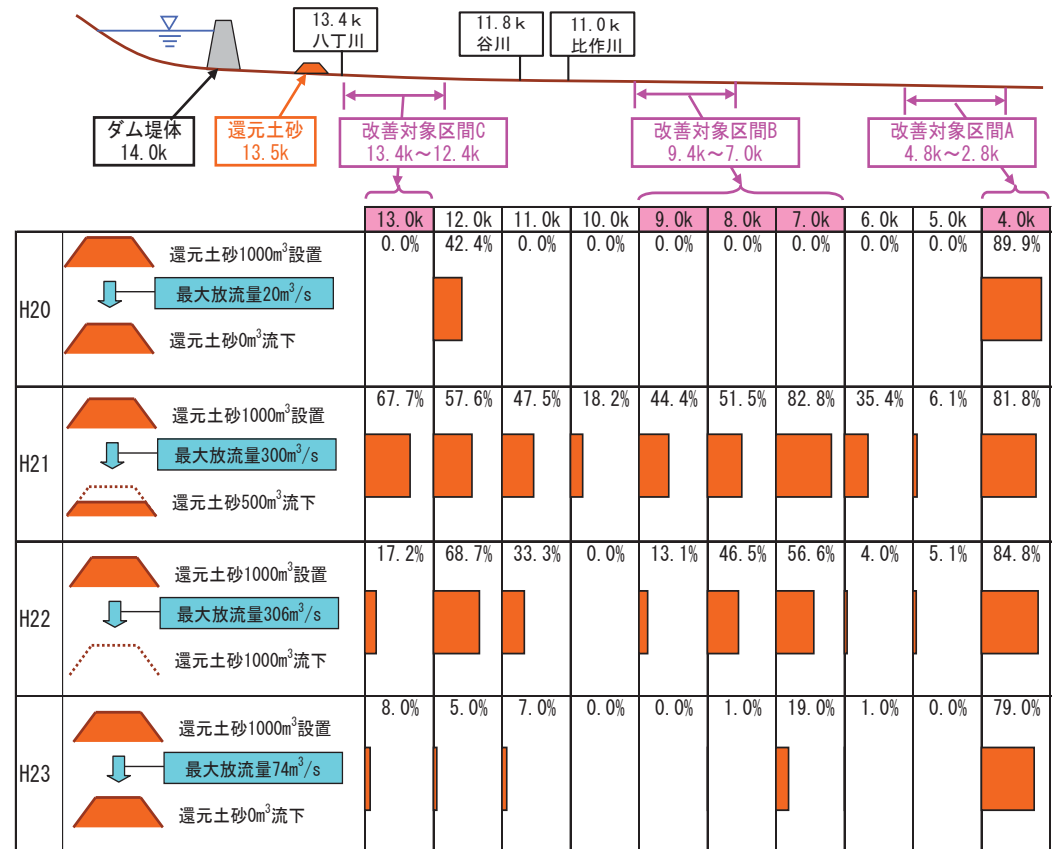 13.4k
八丁川
11.8k
谷川
11.0k
比作川
ダム堤体
14.0k
還元土砂
13.5k
改善対象区間C
13.4k～12.4k
改善対象区間B
9.4k～7.0k
改善対象区間A
4.8k～2.8k
13.0k 12.0k 11.0k 10.0k 9.0k 8.0k 7.0k 6.0k 5.0k 4.0k
H20
還元土砂1000m³設置
最大放流量20m³/s
還元土砂0m³流下
0.0% 42.4% 0.0% 0.0% 0.0% 0.0% 0.0% 0.0% 0.0% 89.9%
H21
還元土砂1000m³設置
最大放流量300m³/s
還元土砂500m³流下
67.7% 57.6% 47.5% 18.2% 44.4% 51.5% 82.8% 35.4% 6.1% 81.8%
H22
還元土砂1000m³設置
最大放流量306m³/s
還元土砂1000m³流下
17.2% 68.7% 33.3% 0.0% 13.1% 46.5% 56.6% 4.0% 5.1% 84.8%
H23
還元土砂1000m³設置
最大放流量74m³/s
還元土砂0m³流下
8.0% 5.0% 7.0% 0.0% 0.0% 1.0% 19.0% 1.0% 0.0% 79.0%